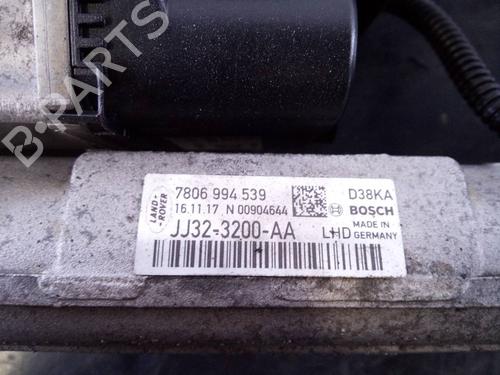 B-PARTS
LAND-
ROVER
7806 994 539
D38KA
16.11.17 N 00904644
BOSCH
JJ32-3200-AA
LHD
MADE IN
GERMANY